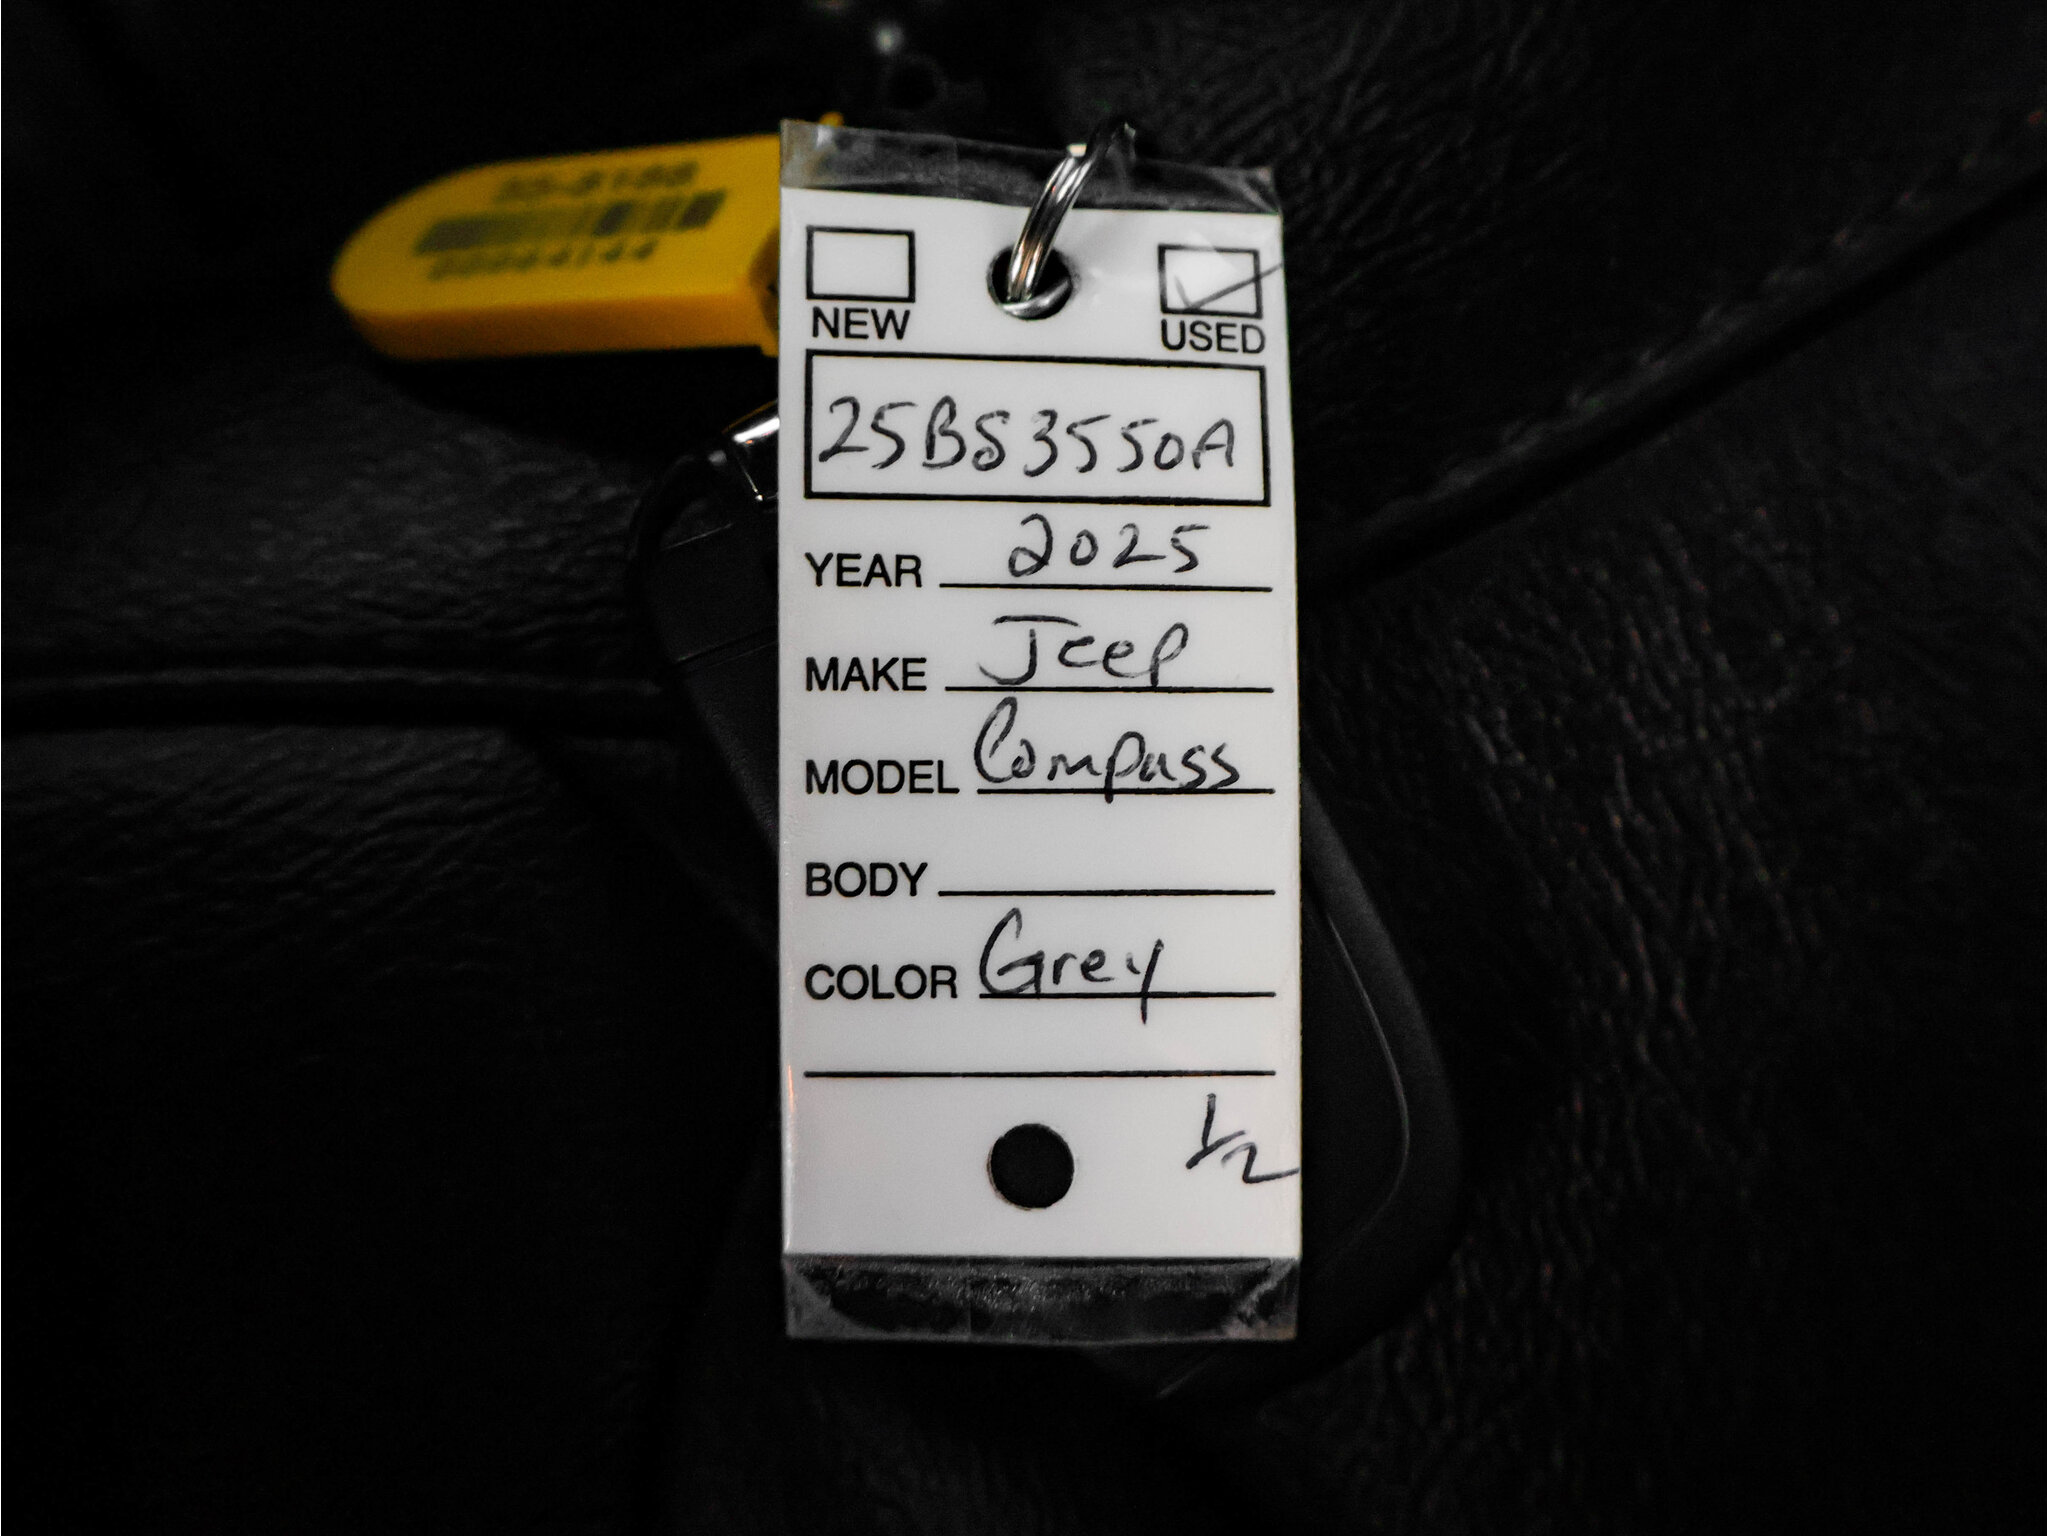 NEW USED
25BS3550A
YEAR 2025
MAKE Jeep
MODEL Compass
BODY
COLOR Grey
1/2